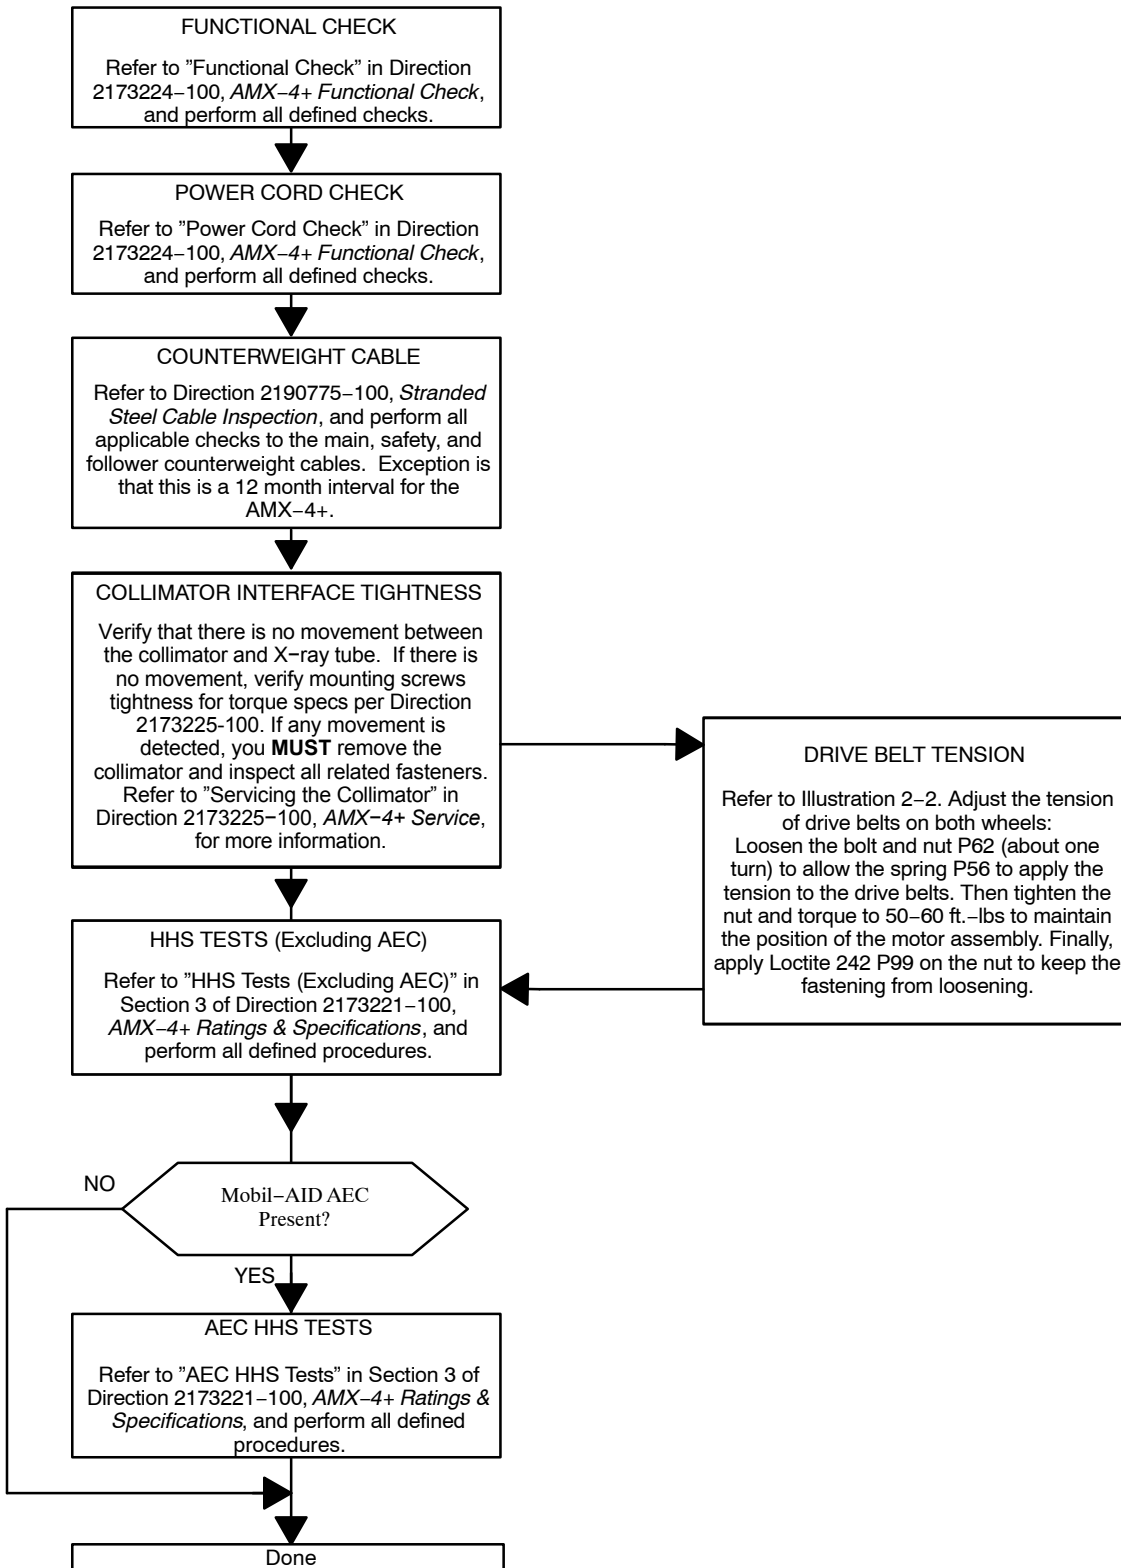 FUNCTIONAL CHECK
Refer to ”Functional Check” in Direction
2173224–100, AMX–4+ Functional Check,
and perform all defined checks.
POWER CORD CHECK
Refer to ”Power Cord Check” in Direction
2173224–100, AMX–4+ Functional Check,
and perform all defined checks.
COUNTERWEIGHT CABLE
Refer to Direction 2190775–100, Stranded
Steel Cable Inspection, and perform all
applicable checks to the main, safety, and
follower counterweight cables. Exception is
that this is a 12 month interval for the
AMX–4+.
COLLIMATOR INTERFACE TIGHTNESS
Verify that there is no movement between
the collimator and X–ray tube. If there is
no movement, verify mounting screws
tightness for torque specs per Direction
2173225-100. If any movement is
detected, you MUST remove the
collimator and inspect all related fasteners.
Refer to ”Servicing the Collimator” in
Direction 2173225–100, AMX–4+ Service,
for more information.
DRIVE BELT TENSION
Refer to Illustration 2–2. Adjust the tension
of drive belts on both wheels:
Loosen the bolt and nut P62 (about one
turn) to allow the spring P56 to apply the
tension to the drive belts. Then tighten the
nut and torque to 50–60 ft.–lbs to maintain
the position of the motor assembly. Finally,
apply Loctite 242 P99 on the nut to keep the
fastening from loosening.
HHS TESTS (Excluding AEC)
Refer to ”HHS Tests (Excluding AEC)” in
Section 3 of Direction 2173221–100,
AMX–4+ Ratings & Specifications, and
perform all defined procedures.
NO
Mobil–AID AEC
Present?
YES
AEC HHS TESTS
Refer to ”AEC HHS Tests” in Section 3 of
Direction 2173221–100, AMX–4+ Ratings &
Specifications, and perform all defined
procedures.
Done